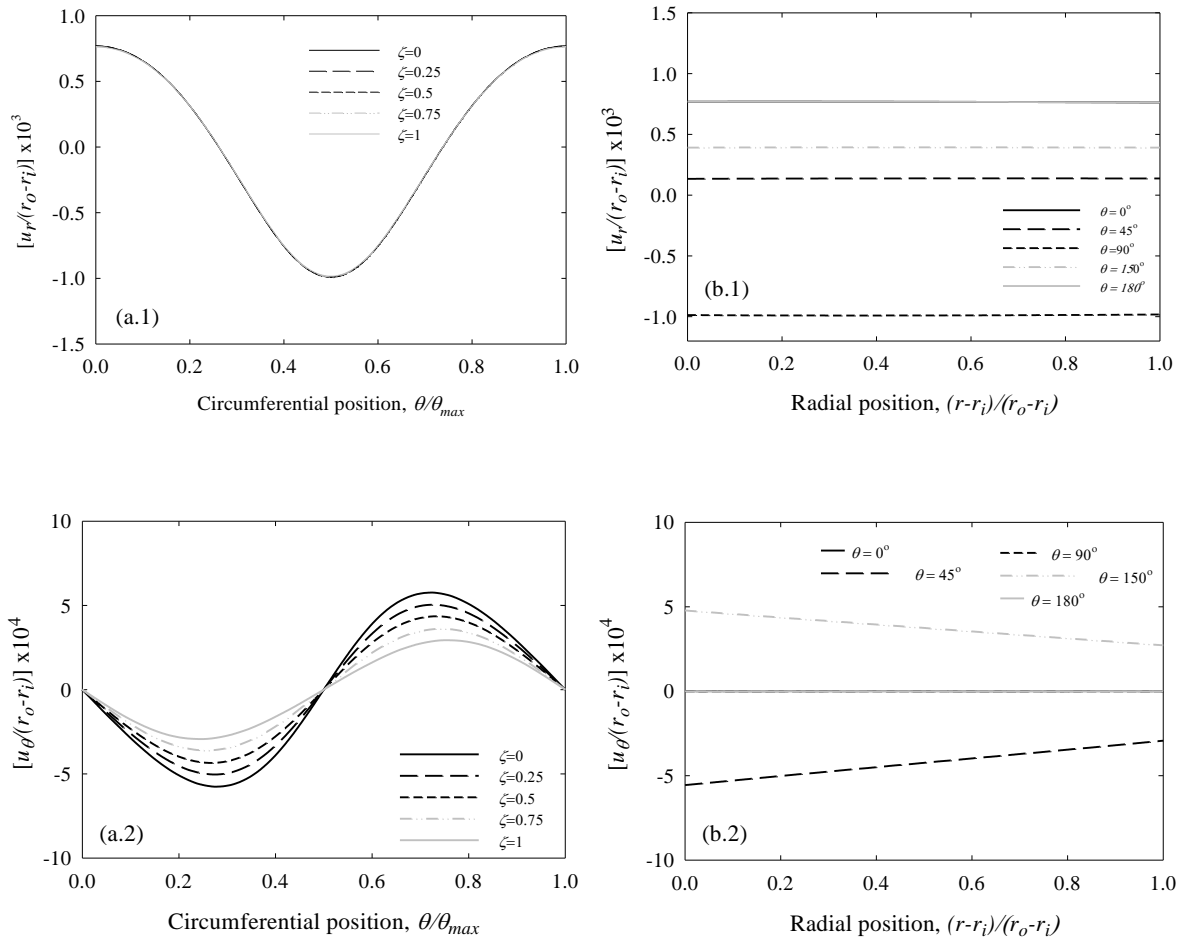 1.0
0.5
0.0
-0.5
-1.0
-1.5
[u_r/(r_o-r_i)] x10^3
ζ=0
ζ=0.25
ζ=0.5
ζ=0.75
ζ=1
(a.1)
0.0 0.2 0.4 0.6 0.8 1.0
Circumferential position, θ/θ_max
1.5
1.0
0.5
0.0
-0.5
-1.0
[u_r/(r_o-r_i)] x10^3
θ = 0°
θ = 45°
θ =90°
θ = 150°
θ = 180°
(b.1)
0.0 0.2 0.4 0.6 0.8 1.0
Radial position, (r-r_i)/(r_o-r_i)
10
5
0
-5
-10
[u_θ/(r_o-r_i)] x10^4
ζ=0
ζ=0.25
ζ=0.5
ζ=0.75
ζ=1
(a.2)
0.0 0.2 0.4 0.6 0.8 1.0
Circumferential position, θ/θ_max
10
5
0
-5
-10
[u_θ/(r_o-r_i)] x10^4
θ = 0°
θ = 45°
θ = 90°
θ = 150°
θ = 180°
(b.2)
0.0 0.2 0.4 0.6 0.8 1.0
Radial position, (r-r_i)/(r_o-r_i)